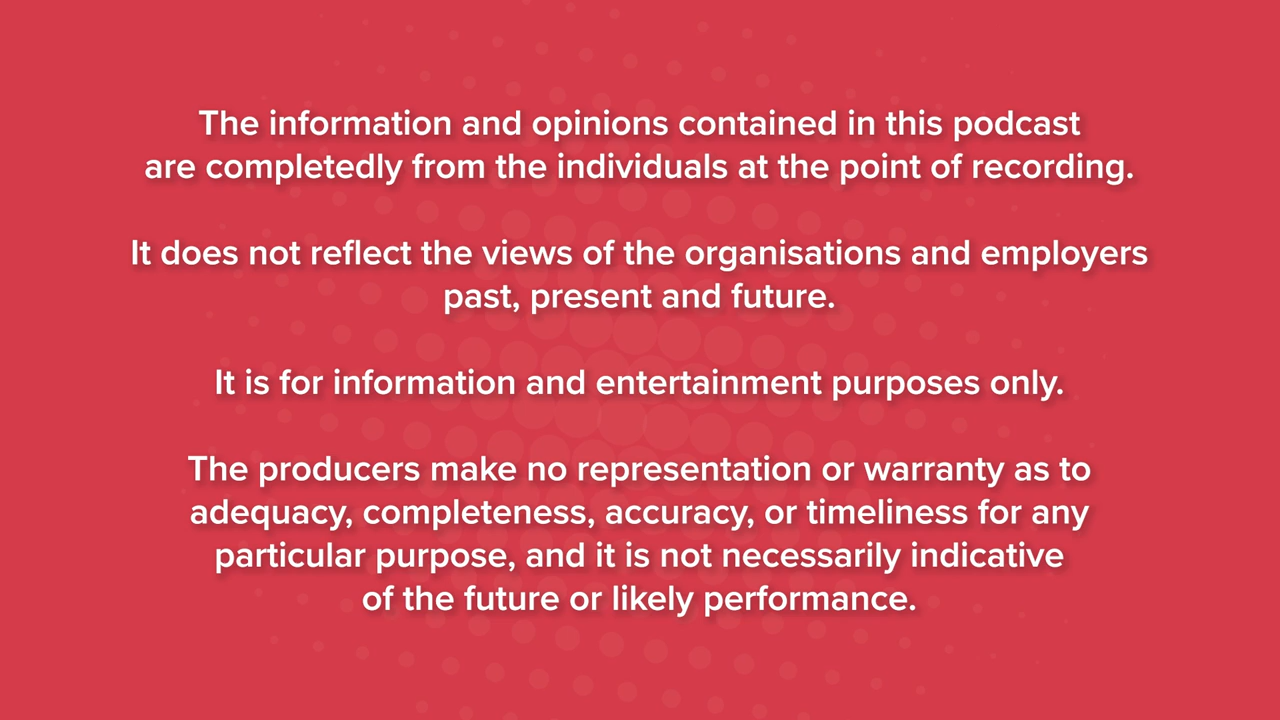 The information and opinions contained in this podcast
are completedly from the individuals at the point of recording.
It does not reflect the views of the organisations and employers
past, present and future.
It is for information and entertainment purposes only.
The producers make no representation or warranty as to
adequacy, completeness, accuracy, or timeliness for any
particular purpose, and it is not necessarily indicative
of the future or likely performance.